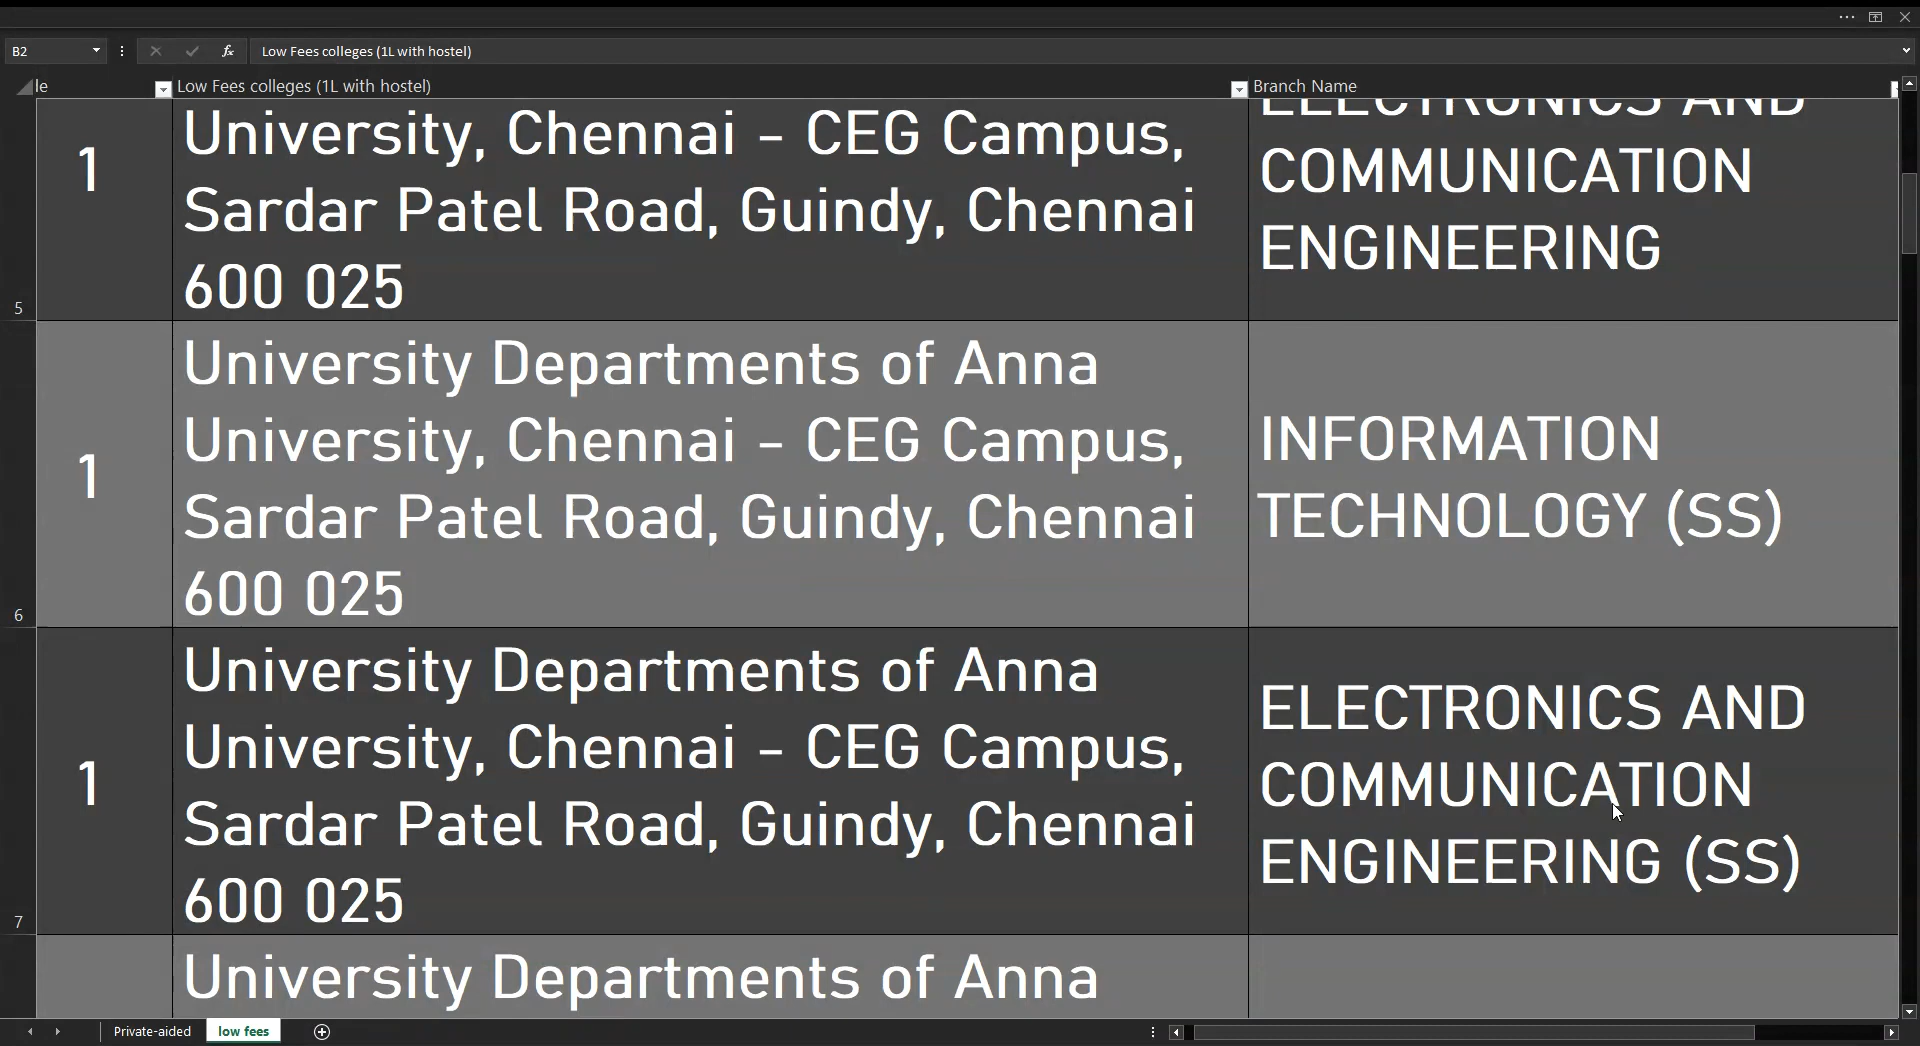 B2
fx
Low Fees colleges (1L with hostel)
le
Low Fees colleges (1L with hostel)
Branch Name
5
1
University, Chennai – CEG Campus,
Sardar Patel Road, Guindy, Chennai
600 025
ELECTRONICS AND
COMMUNICATION
ENGINEERING
6
1
University Departments of Anna
University, Chennai – CEG Campus,
Sardar Patel Road, Guindy, Chennai
600 025
INFORMATION
TECHNOLOGY (SS)
7
1
University Departments of Anna
University, Chennai – CEG Campus,
Sardar Patel Road, Guindy, Chennai
600 025
ELECTRONICS AND
COMMUNICATION
ENGINEERING (SS)
University Departments of Anna
Private-aided
low fees